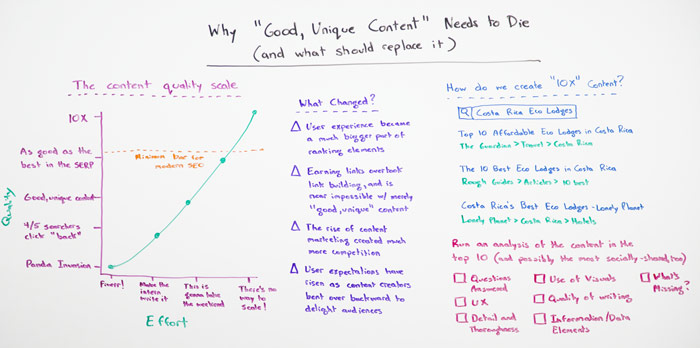 Why "Good, Unique Content" Needs to Die
(and what should replace it)
The content quality scale
10X
As good as the
best in the SERP
Good, unique content
4/5 searchers
click "back"
Panda Invasion
Quality
Minimum Bar for
modern SEO
Fiverr!
Make the
intern
write it
This is
gonna take
the weekend
There's no
way to
Scale!
Effort
What Changed?
User experience became
a much bigger part of
ranking elements
Earning links overtook
link building, and is
near impossible w/ merely
"good, unique" content
The rise of content
marketing created much
more competition
User expectations have
risen as content creators
bent over backward to
delight audiences
How do we create "10X" Content?
Costa Rica Eco Lodges
Top 10 Affordable Eco Lodges in Costa Rica
The Guardian > Travel > Costa Rica
The 10 Best Eco Lodges in Costa Rica
Rough Guides > Articles > 10 best
Costa Rica's Best Eco Lodges - Lonely Planet
Lonely Planet > Costa Rica > Hotels
Run an analysis of the content in the
top 10 (and possibly the most socially-shared, too)
Questions
Answered
UX
Detail and
Thoroughness
Use of Visuals
Quality of writing
Information/Data
Elements
What's
Missing?